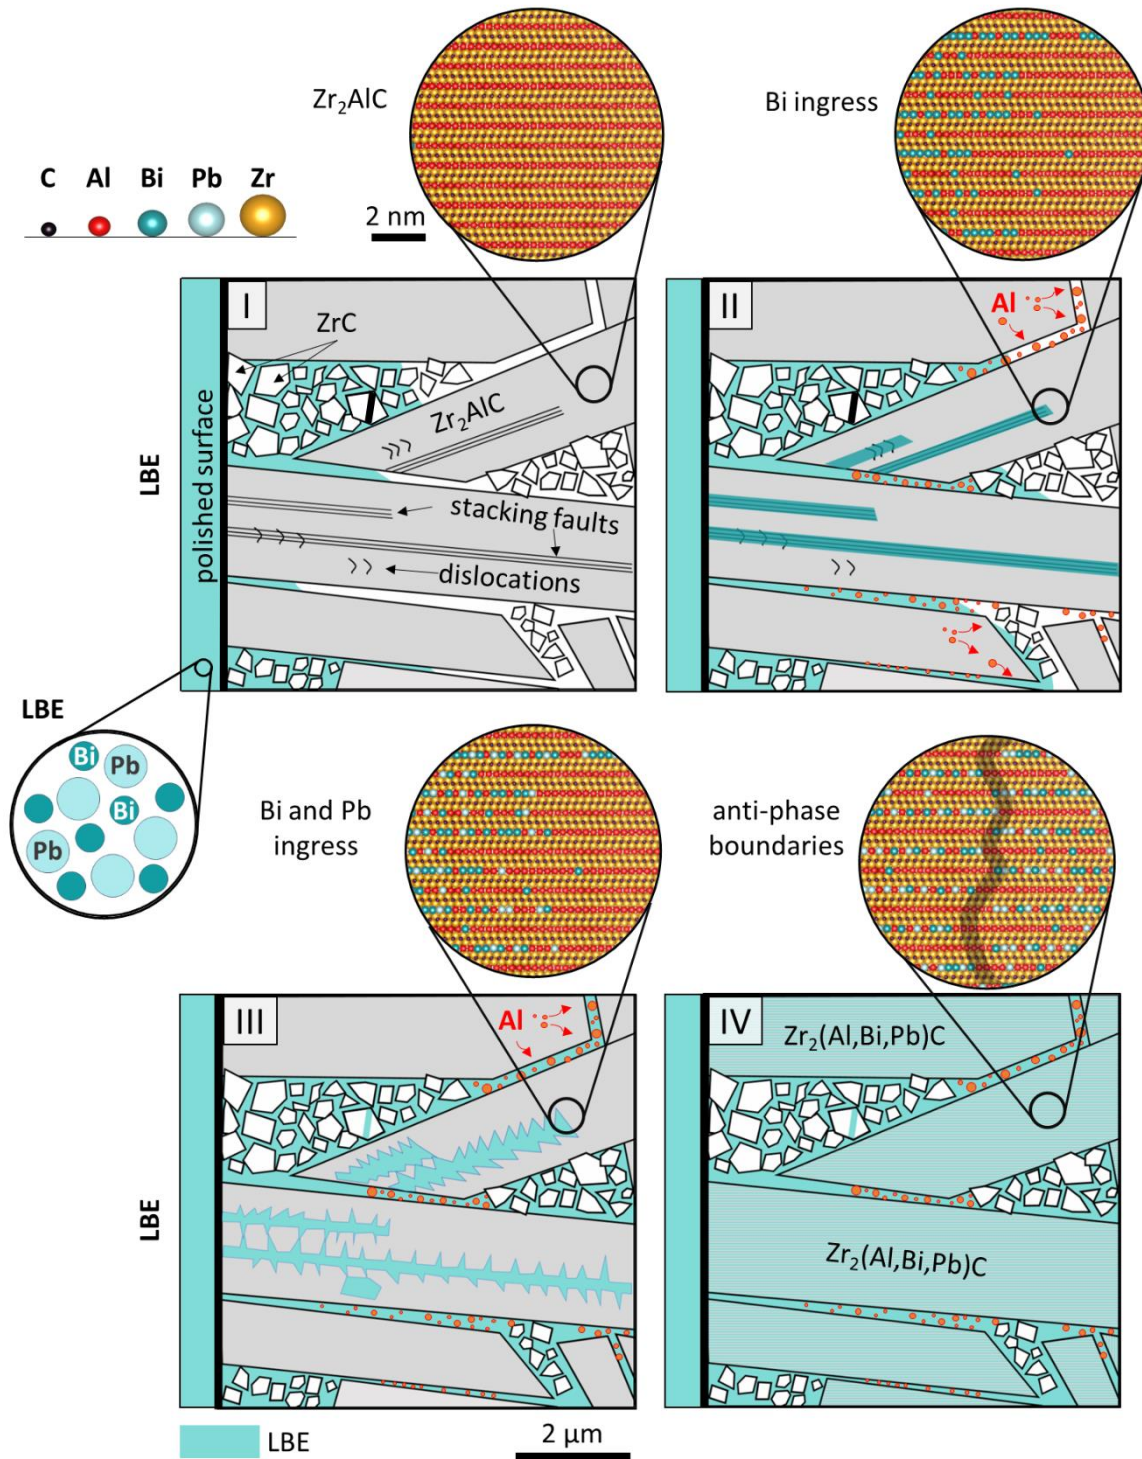 Zr₂AlC
Bi ingress
C Al Bi Pb Zr
2 nm
I
ZrC
Zr₂AlC
stacking faults
dislocations
polished surface
LBE
II
Al
LBE
Bi
Pb
Bi
Pb
Bi and Pb
ingress
anti-phase
boundaries
III
Al
LBE
IV
Zr₂(Al,Bi,Pb)C
Zr₂(Al,Bi,Pb)C
LBE
2 µm